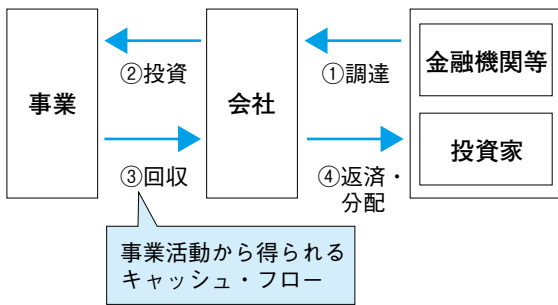 事業
②投資
③回収
会社
①調達
④返済・
分配
金融機関等
投資家
事業活動から得られる
キャッシュ・フロー